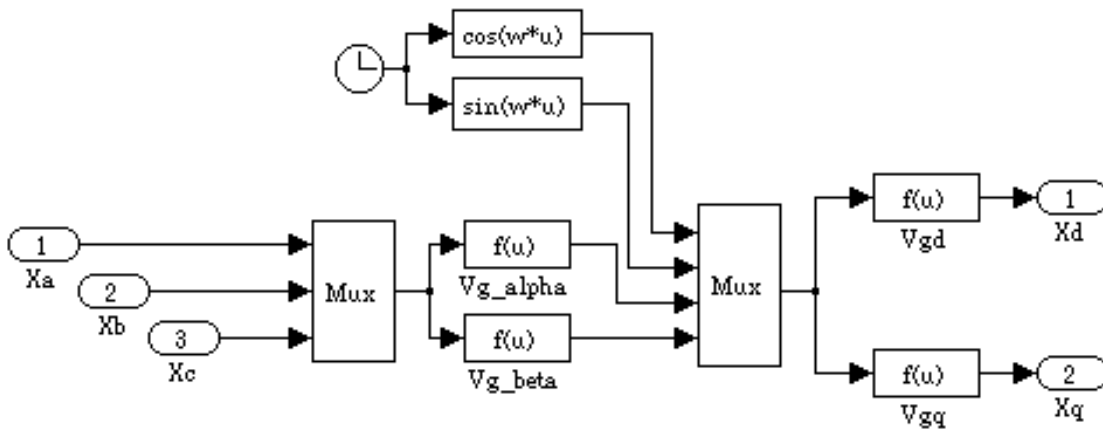 cos(w*u)
sin(w*u)
1
Xa
2
Xb
3
Xc
Mux
f(u)
Vg_alpha
f(u)
Vg_beta
Mux
f(u)
Vgd
1
Xd
f(u)
Vgq
2
Xq